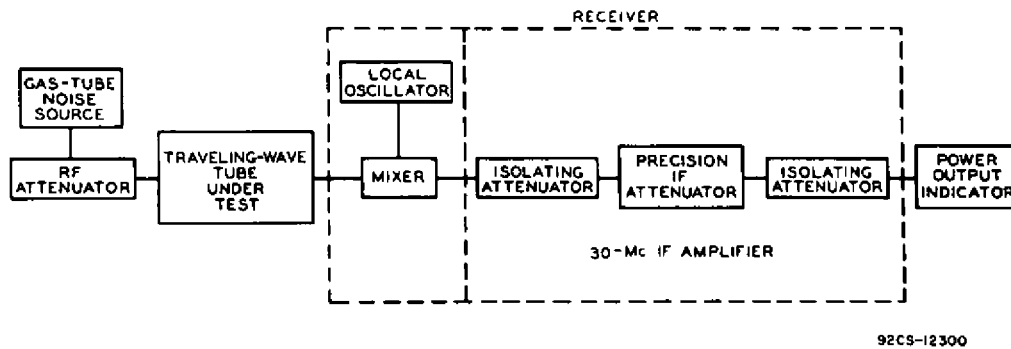 RECEIVER
GAS-TUBE
NOISE
SOURCE
LOCAL
OSCILLATOR
RF
ATTENUATOR
TRAVELING-WAVE
TUBE
UNDER
TEST
MIXER
ISOLATING
ATTENUATOR
PRECISION
IF
ATTENUATOR
ISOLATING
ATTENUATOR
POWER
OUTPUT
INDICATOR
30-Mc IF AMPLIFIER
92CS-12300